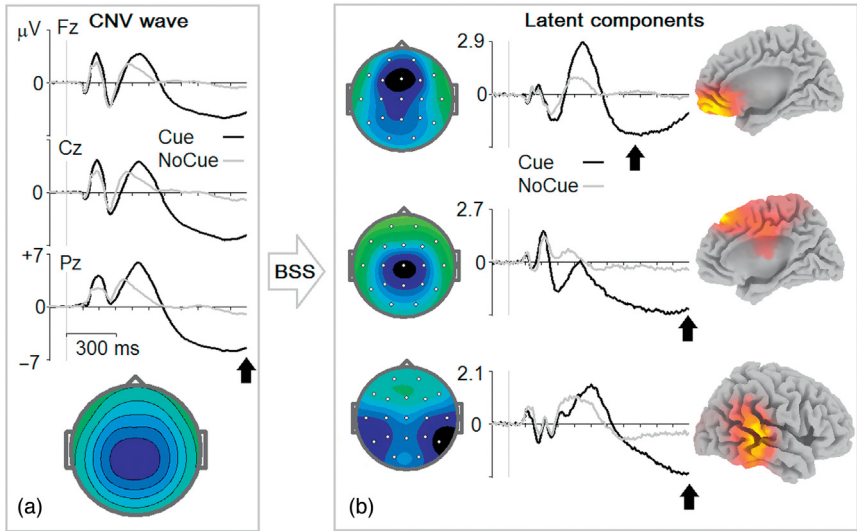 CNV wave
μV
Fz
0
Cue
NoCue
Cz
0
+7
Pz
0
−7
300 ms
(a)
BSS
Latent components
2.9
0
Cue
NoCue
2.7
0
2.1
0
(b)